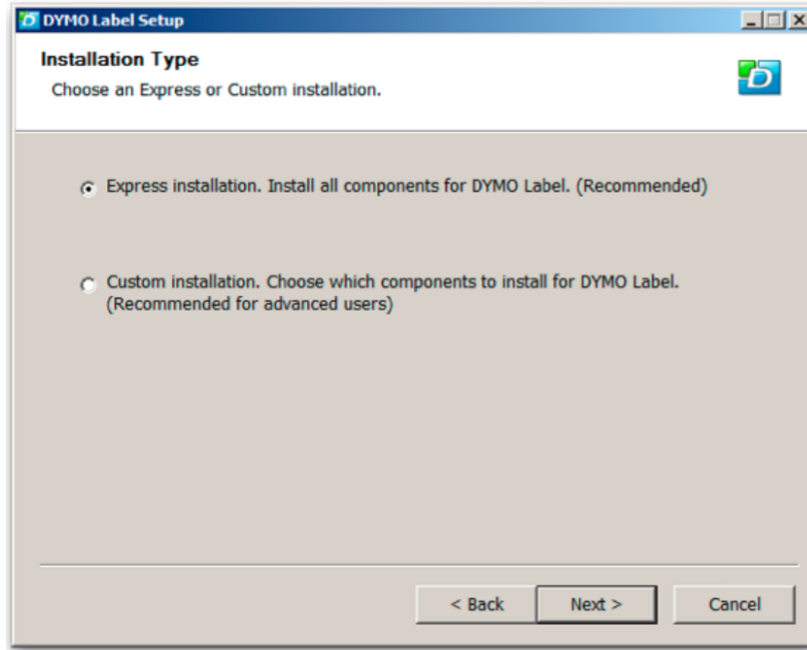 DYMO Label Setup
Installation Type
Choose an Express or Custom installation.
Express installation. Install all components for DYMO Label. (Recommended)
Custom installation. Choose which components to install for DYMO Label.
(Recommended for advanced users)
< Back
Next >
Cancel